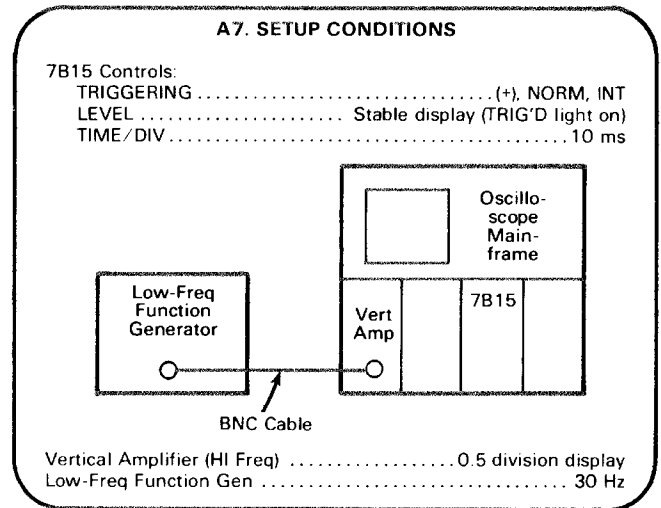 A7. SETUP CONDITIONS
7B15 Controls:
TRIGGERING ................................ (+), NORM, INT
LEVEL ...................... Stable display (TRIG'D light on)
TIME/DIV .......................................... 10 ms
Oscillo-
scope
Main-
frame
Low-Freq
Function
Generator
Vert
Amp
7B15
BNC Cable
Vertical Amplifier (HI Freq) .................. 0.5 division display
Low-Freq Function Gen ................................ 30 Hz